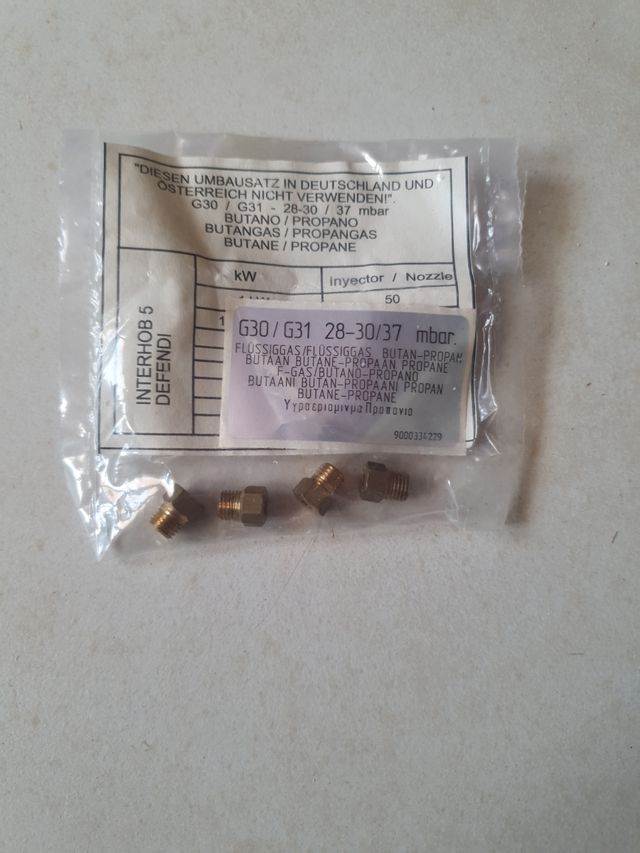 "DIESEN UMBAUSATZ IN DEUTSCHLAND UND
ÖSTERREICH NICHT VERWENDEN!".
G30 / G31 - 28-30 / 37 mbar
BUTANO / PROPANO
BUTANGAS / PROPANGAS
BUTANE / PROPANE
kW Inyector / Nozzle
50
INTERHOB 5
DEFENDI
G30/G31 28-30/37 mbar.
FLÜSSIGGAS/FLÜSSIGGAS BUTAN-PROPAN
BUTAAN BUTANE-PROPAAN PROPANE
F-GAS/BUTANO-PROPANO
BUTAANI BUTAN-PROPAANI PROPAN
BUTANE-PROPANE
ΥγραεριομινμαΠροπανιο
9000334229